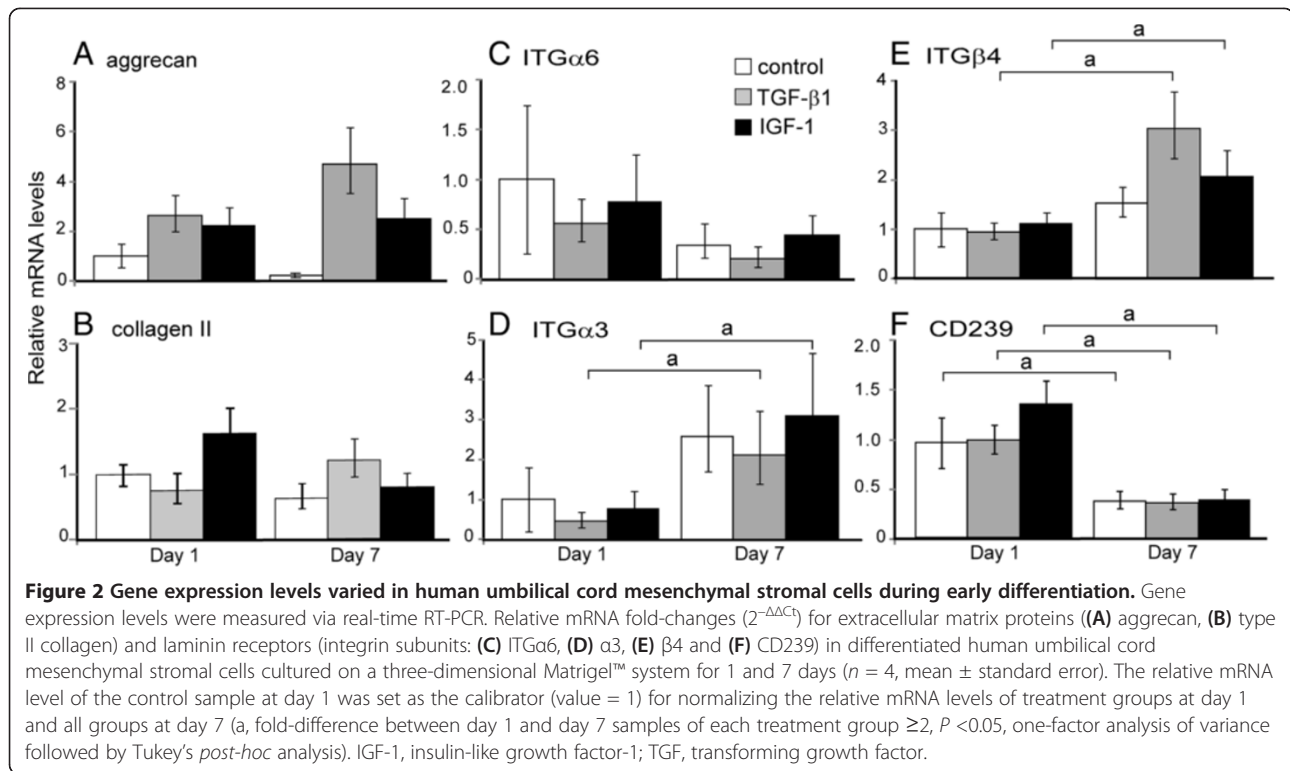 A aggrecan
8
6
4
2
0
Relative mRNA levels
B collagen II
3
2
1
0
Day 1 Day 7
C ITGα6
2.0
1.5
1.0
0.5
0
control
TGF-β1
IGF-1
D ITGα3
5
4
3
2
1
0
a
a
Day 1 Day 7
E ITGβ4
4
3
2
1
0
a
a
F CD239
2.0
1.5
1.0
0.5
0
a
a
a
Day 1 Day 7
Figure 2 Gene expression levels varied in human umbilical cord mesenchymal stromal cells during early differentiation. Gene
expression levels were measured via real-time RT-PCR. Relative mRNA fold-changes (2⁻ΔΔCt) for extracellular matrix proteins ((A) aggrecan, (B) type
II collagen) and laminin receptors (integrin subunits: (C) ITGα6, (D) α3, (E) β4 and (F) CD239) in differentiated human umbilical cord
mesenchymal stromal cells cultured on a three-dimensional Matrigel™ system for 1 and 7 days (n = 4, mean ± standard error). The relative mRNA
level of the control sample at day 1 was set as the calibrator (value = 1) for normalizing the relative mRNA levels of treatment groups at day 1
and all groups at day 7 (a, fold-difference between day 1 and day 7 samples of each treatment group ≥2, P <0.05, one-factor analysis of variance
followed by Tukey's post-hoc analysis). IGF-1, insulin-like growth factor-1; TGF, transforming growth factor.